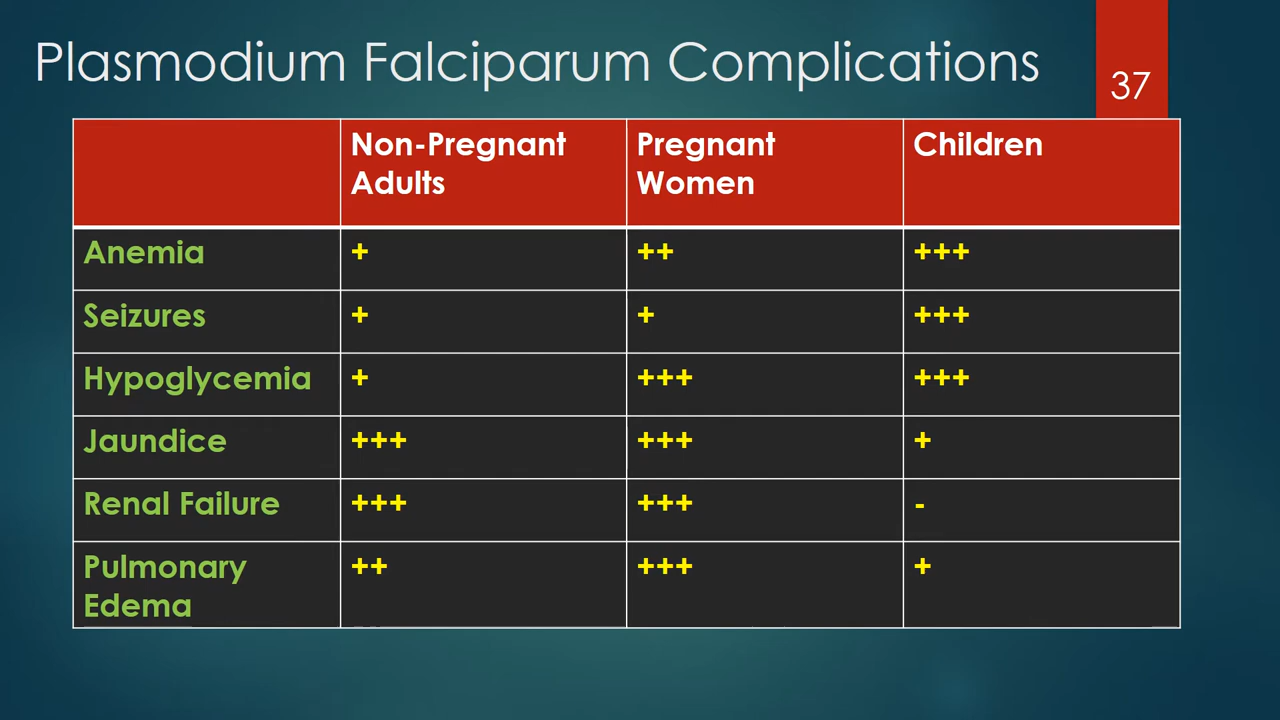 Plasmodium Falciparum Complications
37
Non-Pregnant Adults Pregnant Women Children
Anemia + ++ +++
Seizures + + +++
Hypoglycemia + +++ +++
Jaundice +++ +++ +
Renal Failure +++ +++ -
Pulmonary Edema ++ +++ +